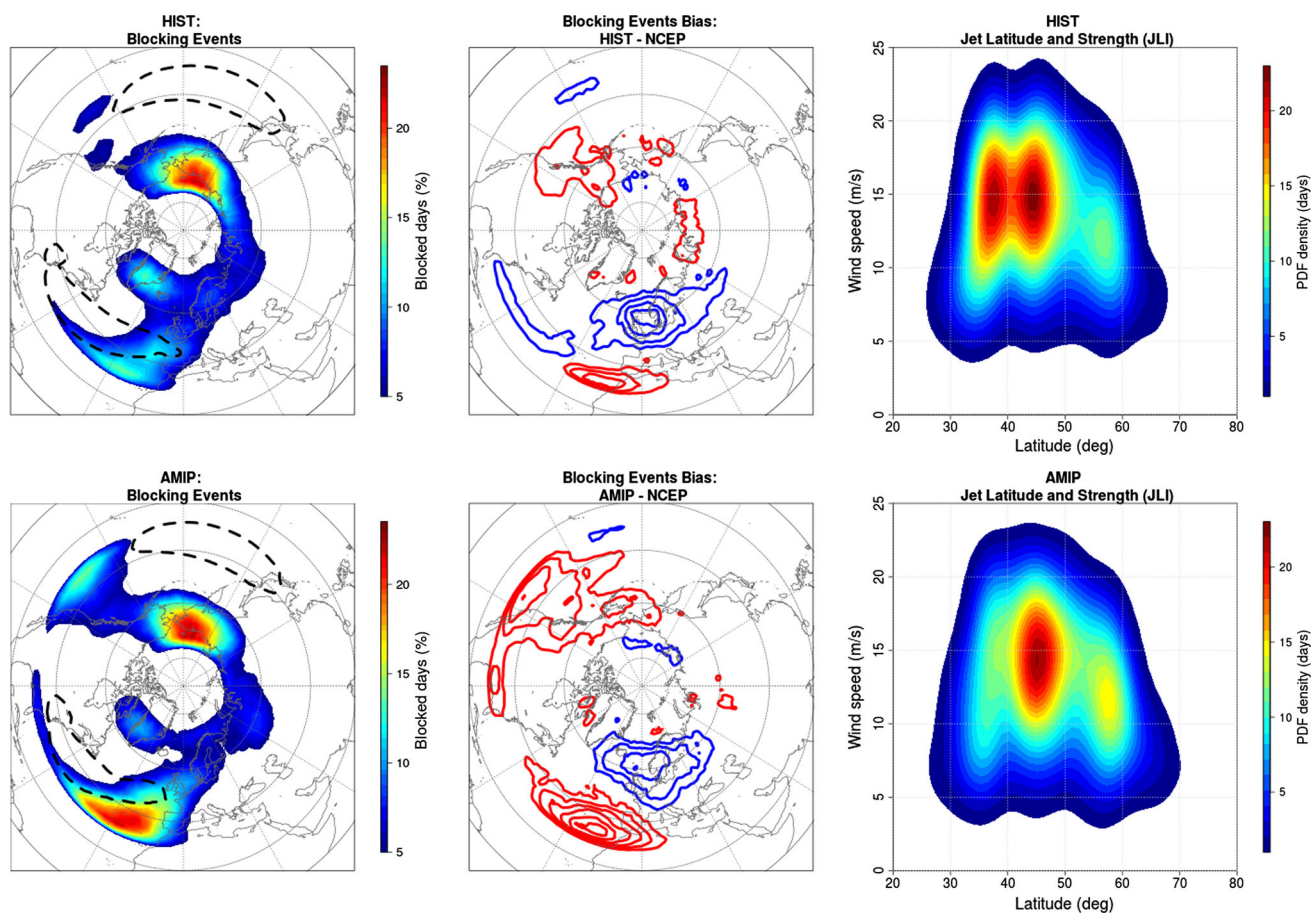 HIST:
Blocking Events
20
15
10
5
Blocked days (%)
Blocking Events Bias:
HIST - NCEP
HIST
Jet Latitude and Strength (JLI)
25
20
15
10
5
0
Wind speed (m/s)
20 30 40 50 60 70 80
Latitude (deg)
20
15
10
5
PDF density (days)
AMIP:
Blocking Events
20
15
10
5
Blocked days (%)
Blocking Events Bias:
AMIP - NCEP
AMIP
Jet Latitude and Strength (JLI)
25
20
15
10
5
0
Wind speed (m/s)
20 30 40 50 60 70 80
Latitude (deg)
20
15
10
5
PDF density (days)